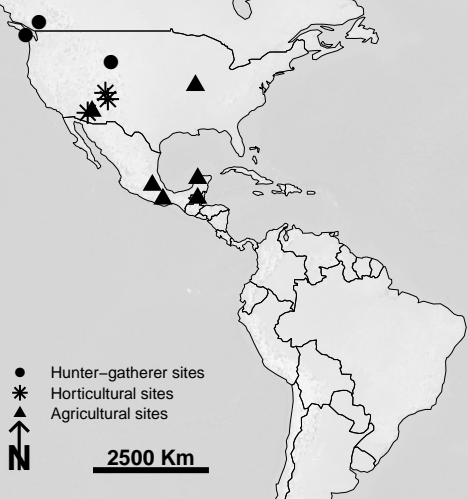 Hunter−gatherer sites
Horticultural sites
Agricultural sites
N
2500 Km